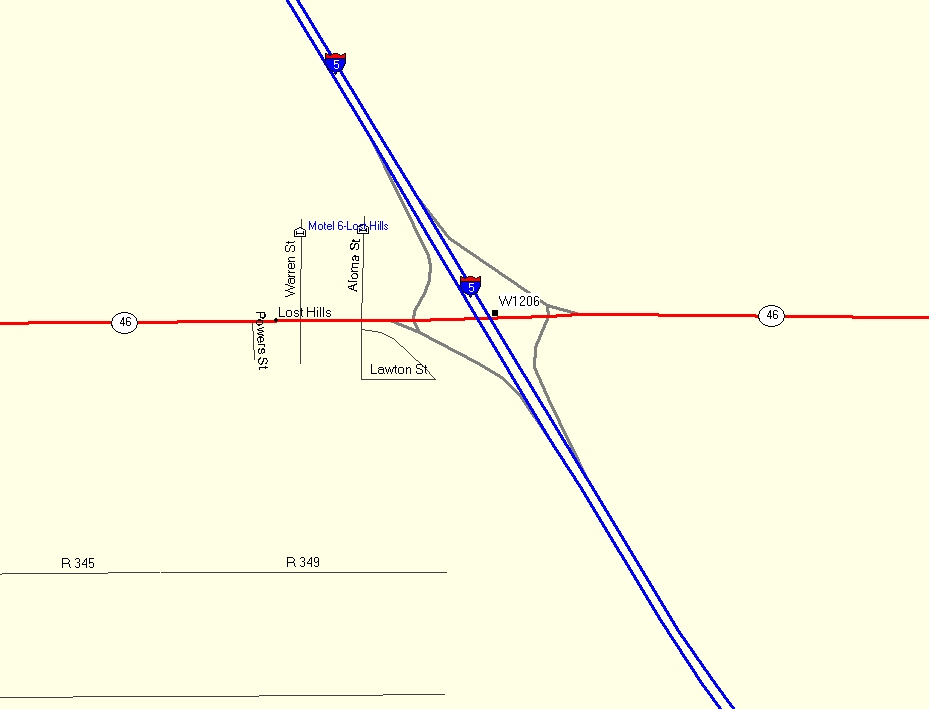 5
Motel 6-Lost Hills
Warren St
Aloma St
5
W1206
Lost Hills
46
46
Powers St
Lawton St
R 345
R 349